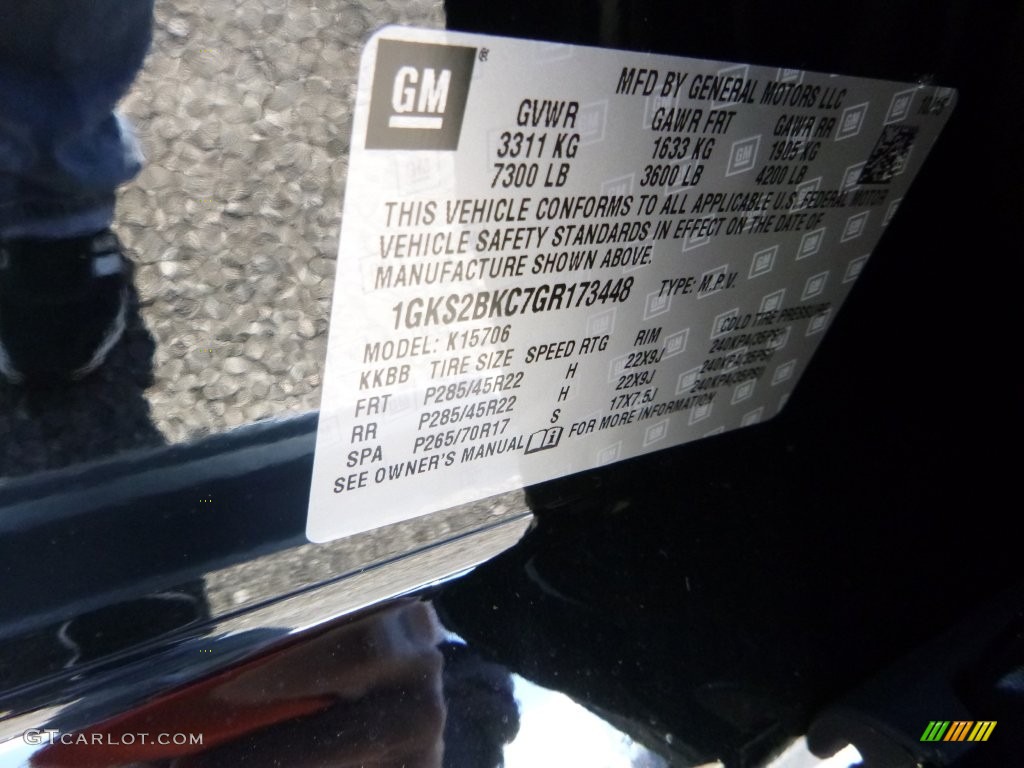 GM®
MFD BY GENERAL MOTORS LLC
10/15
GVWR GAWR FRT GAWR RR
3311 KG 1633 KG 1905 KG
7300 LB 3600 LB 4200 LB
THIS VEHICLE CONFORMS TO ALL APPLICABLE U.S. FEDERAL MOTOR
VEHICLE SAFETY STANDARDS IN EFFECT ON THE DATE OF
MANUFACTURE SHOWN ABOVE.
1GKS2BKC7GR173448 TYPE: M.P.V.
MODEL: K15706
KKBB TIRE SIZE SPEED RTG RIM COLD TIRE PRESSURE
FRT P285/45R22 H 22X9J 240KPA(35PSI)
RR P285/45R22 H 22X9J 240KPA(35PSI)
SPA P265/70R17 S 17X7.5J 240KPA(35PSI)
SEE OWNER'S MANUAL FOR MORE INFORMATION
GTCARLOT.COM